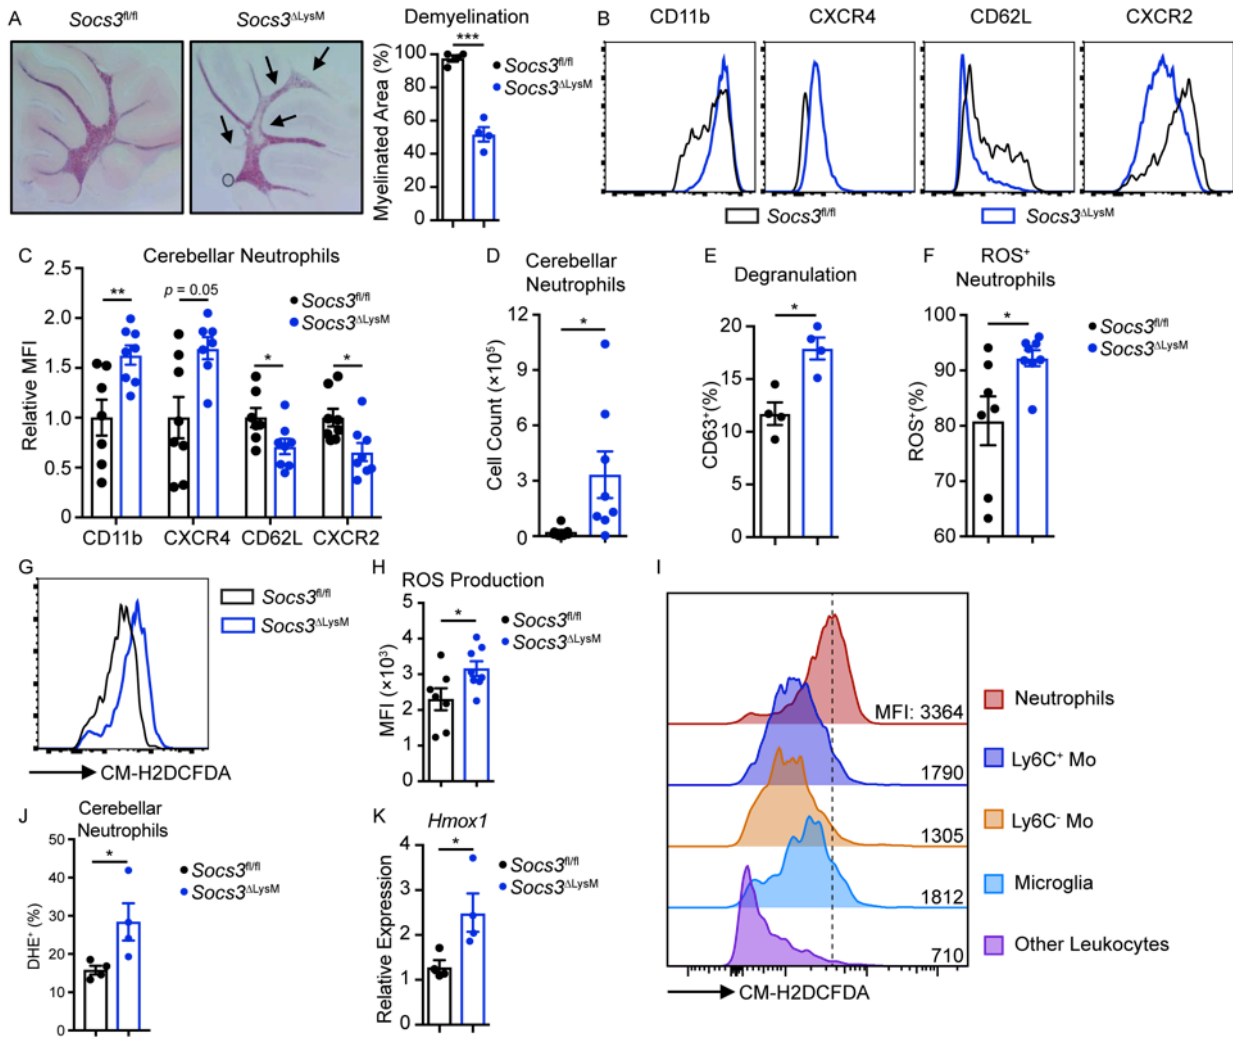 A
Socs3fl/fl
Socs3ΔLysM
Demyelination
Myelinated Area (%)
100
80
60
40
20
0
***
Socs3fl/fl
Socs3ΔLysM
B
CD11b
CXCR4
CD62L
CXCR2
Socs3fl/fl
Socs3ΔLysM
C
Cerebellar Neutrophils
Relative MFI
2.5
2.0
1.5
1.0
0.5
0
**
p = 0.05
*
*
Socs3fl/fl
Socs3ΔLysM
CD11b CXCR4 CD62L CXCR2
D
Cerebellar
Neutrophils
Cell Count (×10⁵)
12
9
6
3
0
*
E
Degranulation
CD63⁺(%)
20
15
10
5
0
*
F
ROS⁺
Neutrophils
ROS⁺(%)
100
90
80
70
60
*
Socs3fl/fl
Socs3ΔLysM
G
Socs3fl/fl
Socs3ΔLysM
CM-H2DCFDA
H
ROS Production
MFI (×10³)
5
4
3
2
1
0
*
Socs3fl/fl
Socs3ΔLysM
I
MFI: 3364
1790
1305
1812
710
CM-H2DCFDA
Neutrophils
Ly6C⁺ Mo
Ly6C⁻ Mo
Microglia
Other Leukocytes
J
Cerebellar
Neutrophils
DHE⁺ (%)
50
40
30
20
10
0
*
Socs3fl/fl
Socs3ΔLysM
K
Hmox1
Relative Expression
4
3
2
1
0
*
Socs3fl/fl
Socs3ΔLysM